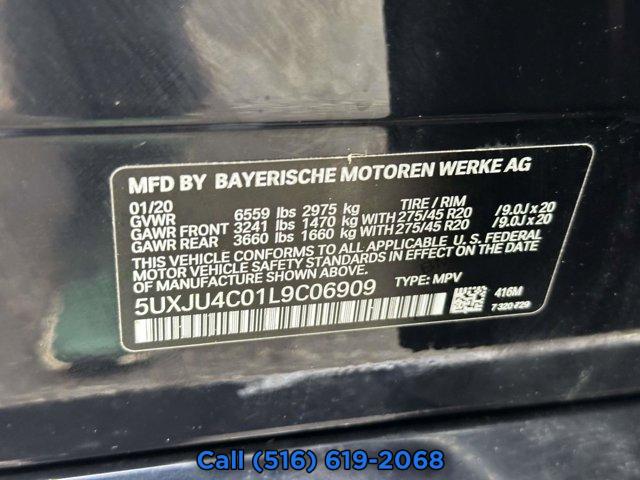 MFD BY BAYERISCHE MOTOREN WERKE AG
01/20 TIRE / RIM
GVWR 6559 lbs 2975 kg
GAWR FRONT 3241 lbs 1470 kg WITH 275/45 R20 / 9.0J x 20
GAWR REAR 3660 lbs 1660 kg WITH 275/45 R20 / 9.0J x 20
THIS VEHICLE CONFORMS TO ALL APPLICABLE U. S. FEDERAL
MOTOR VEHICLE SAFETY STANDARDS IN EFFECT ON THE DATE
OF MANUFACTURE SHOWN ABOVE.
5UXJU4C01L9C06909 TYPE: MPV
416M
7 320 729
Call (516) 619-2068